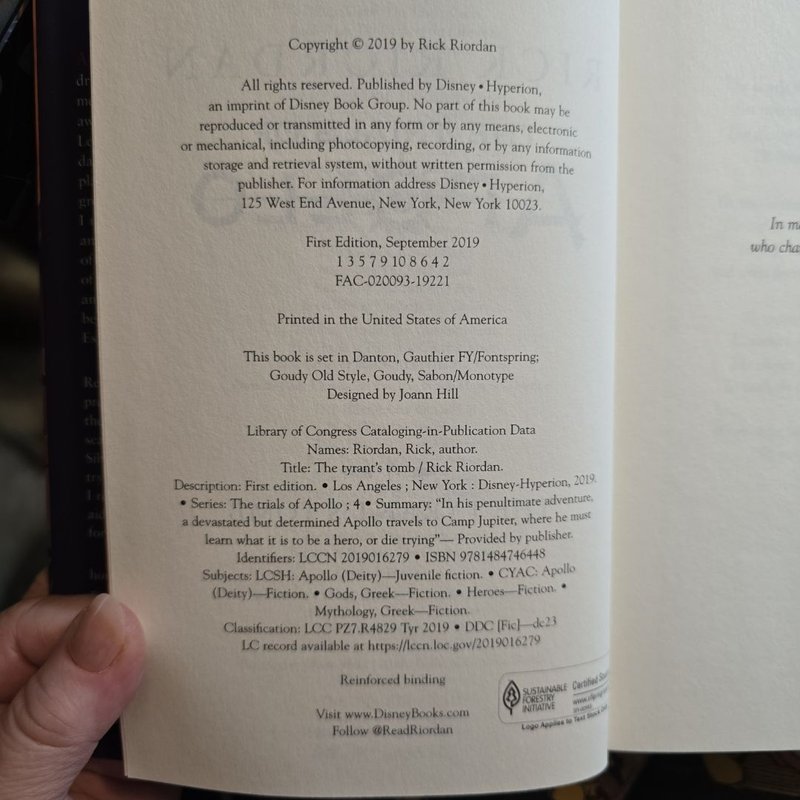 Copyright © 2019 by Rick Riordan
All rights reserved. Published by Disney • Hyperion,
an imprint of Disney Book Group. No part of this book may be
reproduced or transmitted in any form or by any means, electronic
or mechanical, including photocopying, recording, or by any information
storage and retrieval system, without written permission from the
publisher. For information address Disney • Hyperion,
125 West End Avenue, New York, New York 10023.
First Edition, September 2019
1 3 5 7 9 10 8 6 4 2
FAC-020093-19221
Printed in the United States of America
This book is set in Danton, Gauthier FY/Fontspring;
Goudy Old Style, Goudy, Sabon/Monotype
Designed by Joann Hill
Library of Congress Cataloging-in-Publication Data
Names: Riordan, Rick, author.
Title: The tyrant's tomb / Rick Riordan.
Description: First edition. • Los Angeles ; New York : Disney-Hyperion, 2019.
• Series: The trials of Apollo ; 4 • Summary: "In his penultimate adventure,
a devastated but determined Apollo travels to Camp Jupiter, where he must
learn what it is to be a hero, or die trying"— Provided by publisher.
Identifiers: LCCN 2019016279 • ISBN 9781484746448
Subjects: LCSH: Apollo (Deity)—Juvenile fiction. • CYAC: Apollo
(Deity)—Fiction. • Gods, Greek—Fiction. • Heroes—Fiction. •
Mythology, Greek—Fiction.
Classification: LCC PZ7.R4829 Tyr 2019 • DDC [Fic]—dc23
LC record available at https://lccn.loc.gov/2019016279
Reinforced binding
Visit www.DisneyBooks.com
Follow @ReadRiordan
SUSTAINABLE
FORESTRY
INITIATIVE
Certified
Logo Applies to Text Stock
In
who